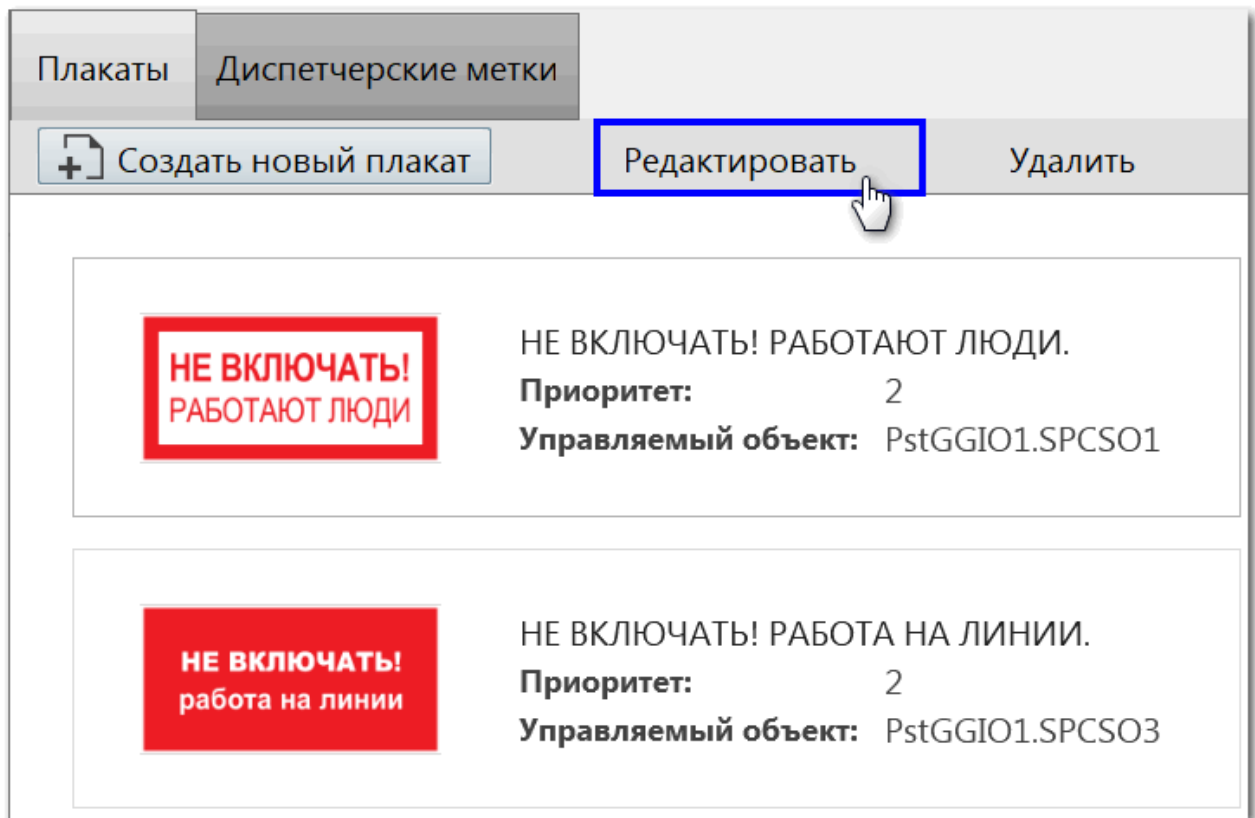 Плакаты Диспетчерские метки
Создать новый плакат Редактировать Удалить
НЕ ВКЛЮЧАТЬ!
РАБОТАЮТ ЛЮДИ
НЕ ВКЛЮЧАТЬ! РАБОТАЮТ ЛЮДИ.
Приоритет: 2
Управляемый объект: PstGGIO1.SPCSO1
НЕ ВКЛЮЧАТЬ!
работа на линии
НЕ ВКЛЮЧАТЬ! РАБОТА НА ЛИНИИ.
Приоритет: 2
Управляемый объект: PstGGIO1.SPCSO3